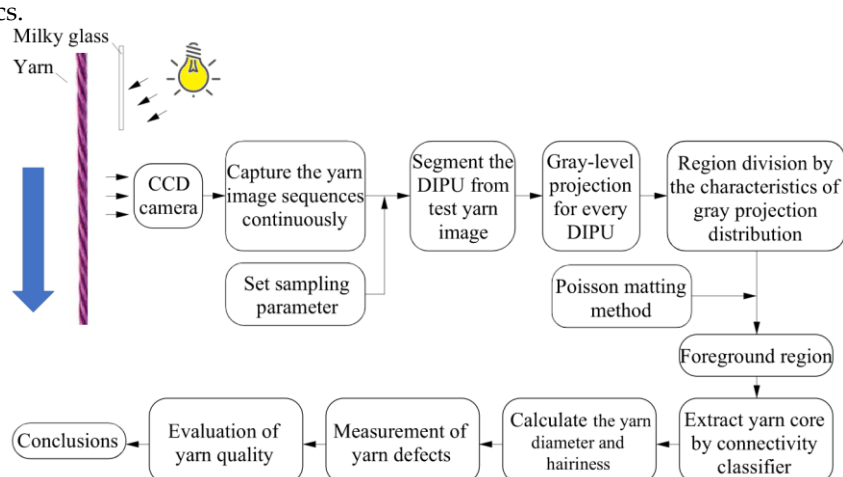 cs.
Milky glass
Yarn
CCD
camera
Capture the yarn
image sequences
continuously
Set sampling
parameter
Segment the
DIPU from
test yarn
image
Gray-level
projection
for every
DIPU
Region division by
the characteristics of
gray projection
distribution
Poisson matting
method
Foreground region
Extract yarn core
by connectivity
classifier
Calculate the yarn
diameter and
hairiness
Measurement of
yarn defects
Evaluation of
yarn quality
Conclusions